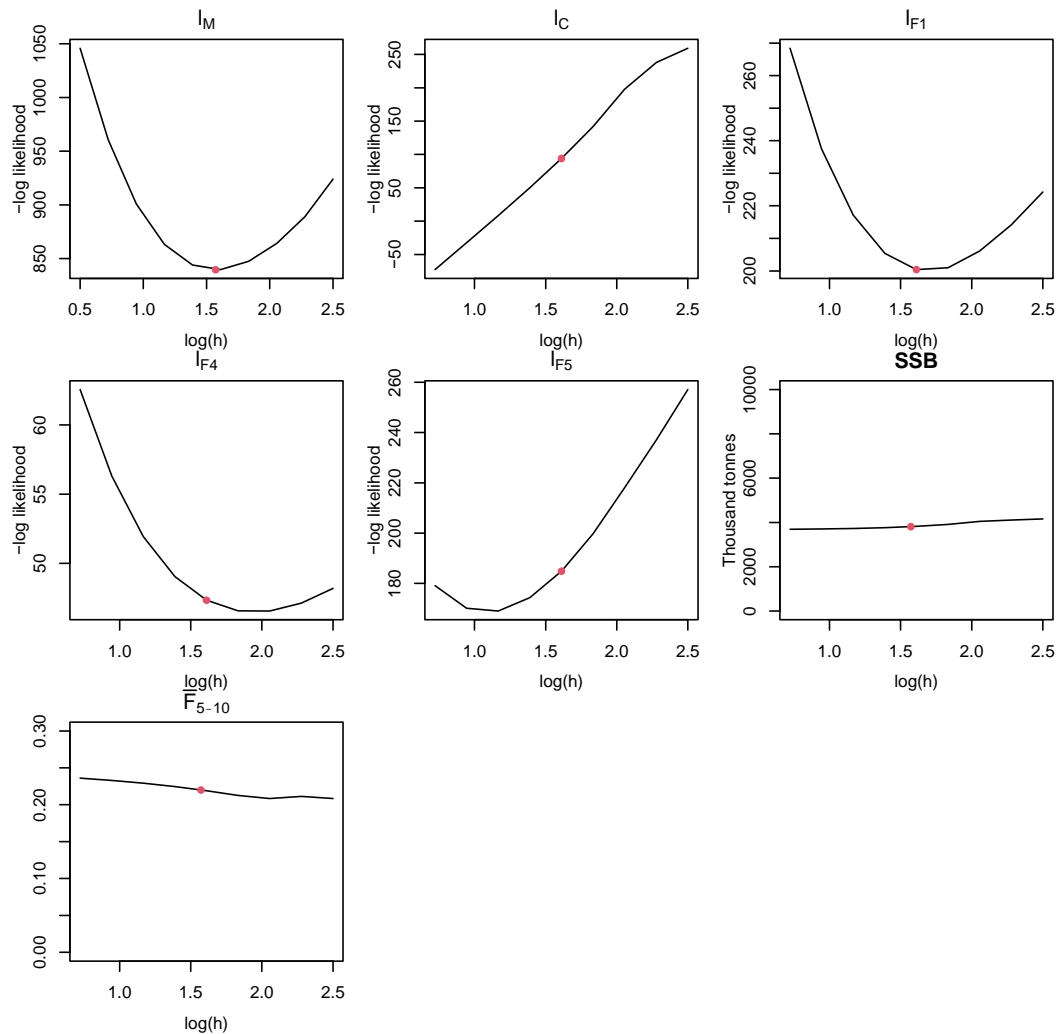 l_M
−log likelihood
1050
1000
950
900
850
0.5 1.0 1.5 2.0 2.5
log(h)
l_C
−log likelihood
250
150
50
−50
1.0 1.5 2.0 2.5
log(h)
l_F1
−log likelihood
260
240
220
200
1.0 1.5 2.0 2.5
log(h)
l_F4
−log likelihood
60
55
50
1.0 1.5 2.0 2.5
log(h)
l_F5
−log likelihood
260
240
220
200
180
1.0 1.5 2.0 2.5
log(h)
SSB
Thousand tonnes
10000
6000
2000
0
1.0 1.5 2.0 2.5
log(h)
F̅_5−10
0.30
0.20
0.10
0.00
1.0 1.5 2.0 2.5
log(h)